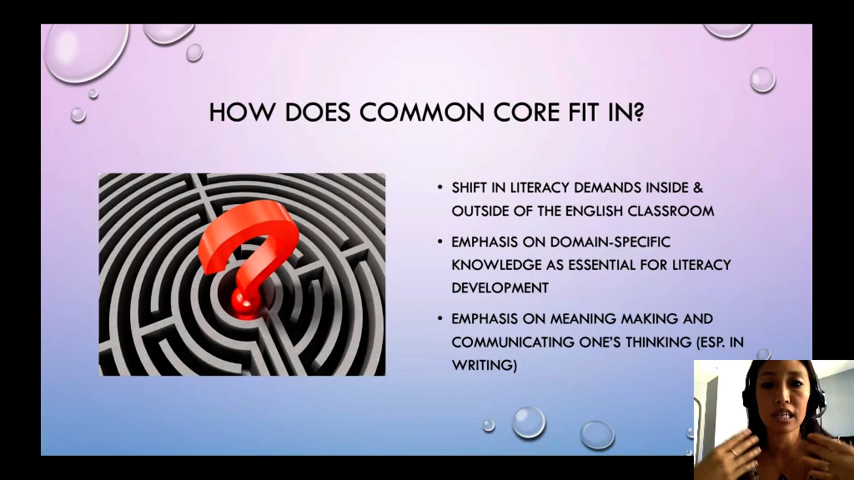 HOW DOES COMMON CORE FIT IN?
• SHIFT IN LITERACY DEMANDS INSIDE &
OUTSIDE OF THE ENGLISH CLASSROOM
• EMPHASIS ON DOMAIN-SPECIFIC
KNOWLEDGE AS ESSENTIAL FOR LITERACY
DEVELOPMENT
• EMPHASIS ON MEANING MAKING AND
COMMUNICATING ONE'S THINKING (ESP. IN
WRITING)